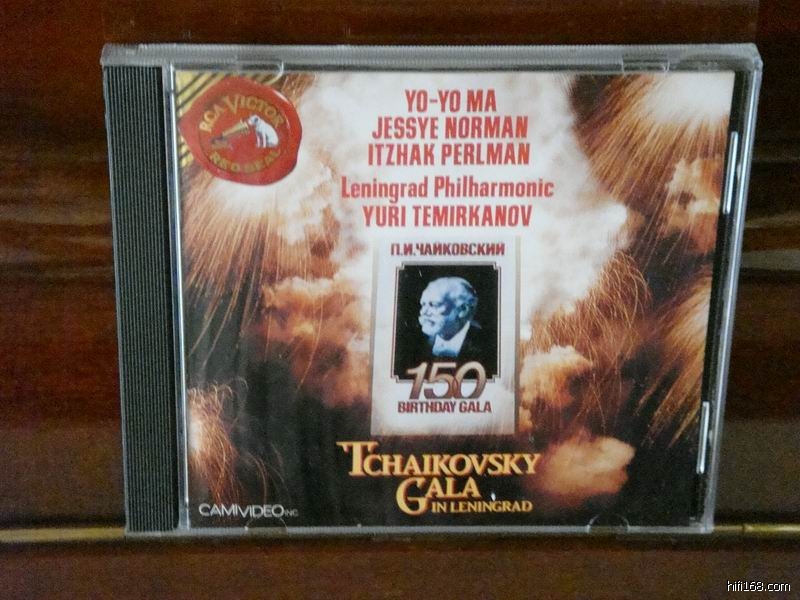 RCA VICTOR
RED SEAL
YO-YO MA
JESSYE NORMAN
ITZHAK PERLMAN
Leningrad Philharmonic
YURI TEMIRKANOV
П.И.ЧАЙКОВСКИЙ
150
BIRTHDAY GALA
TCHAIKOVSKY
GALA
IN LENINGRAD
CAMIVIDEO INC
hifi168.com